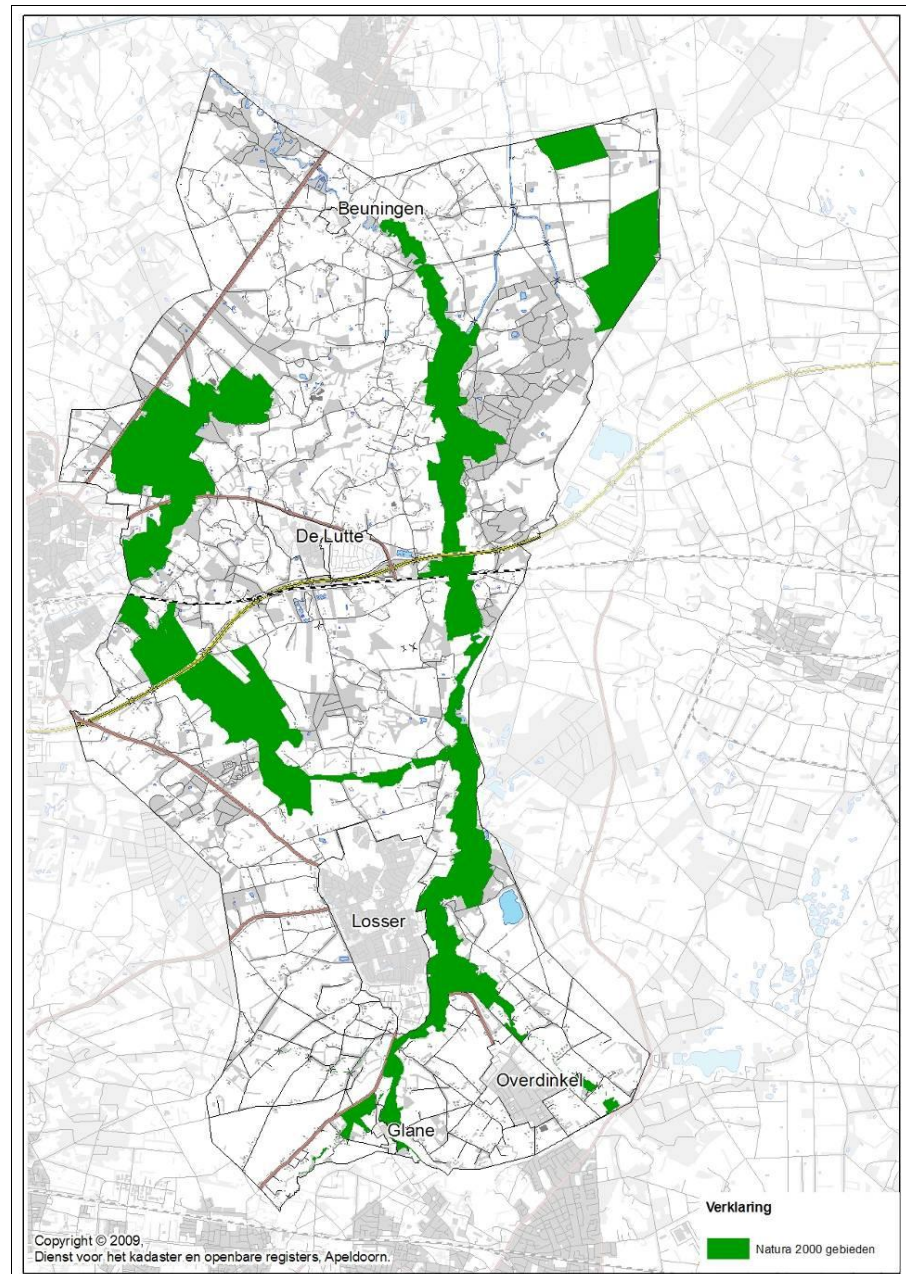 Beuningen
De Lutte
Losser
Overdinkel
Glane
Verklaring
Natura 2000 gebieden
Copyright © 2009,
Dienst voor het kadaster en openbare registers, Apeldoorn.